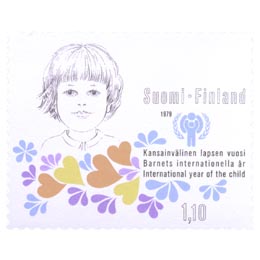 Suomi·Finland
1979
Kansainvälinen lapsen vuosi
Barnets internationella år
International year of the child
1,10